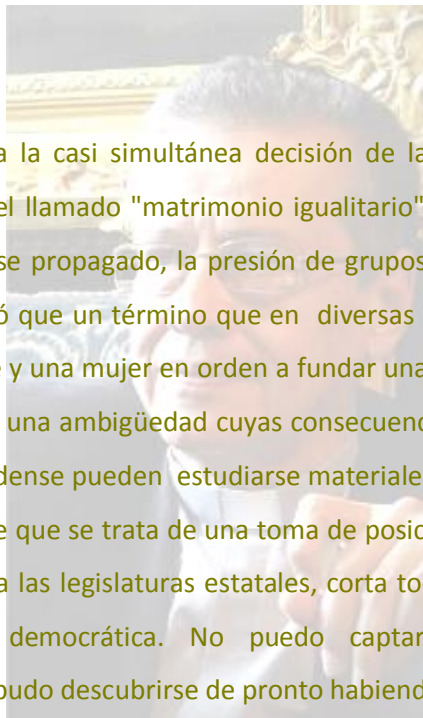 a la casi simultánea decisión de la
el llamado "matrimonio igualitario"
se propagado, la presión de grupos
ó que un término que en diversas
e y una mujer en orden a fundar una
una ambigüedad cuyas consecuenc
dense pueden estudiarse materiale
e que se trata de una toma de posic
a las legislaturas estatales, corta to
democrática. No puedo captar
pudo descubrirse de pronto habiend